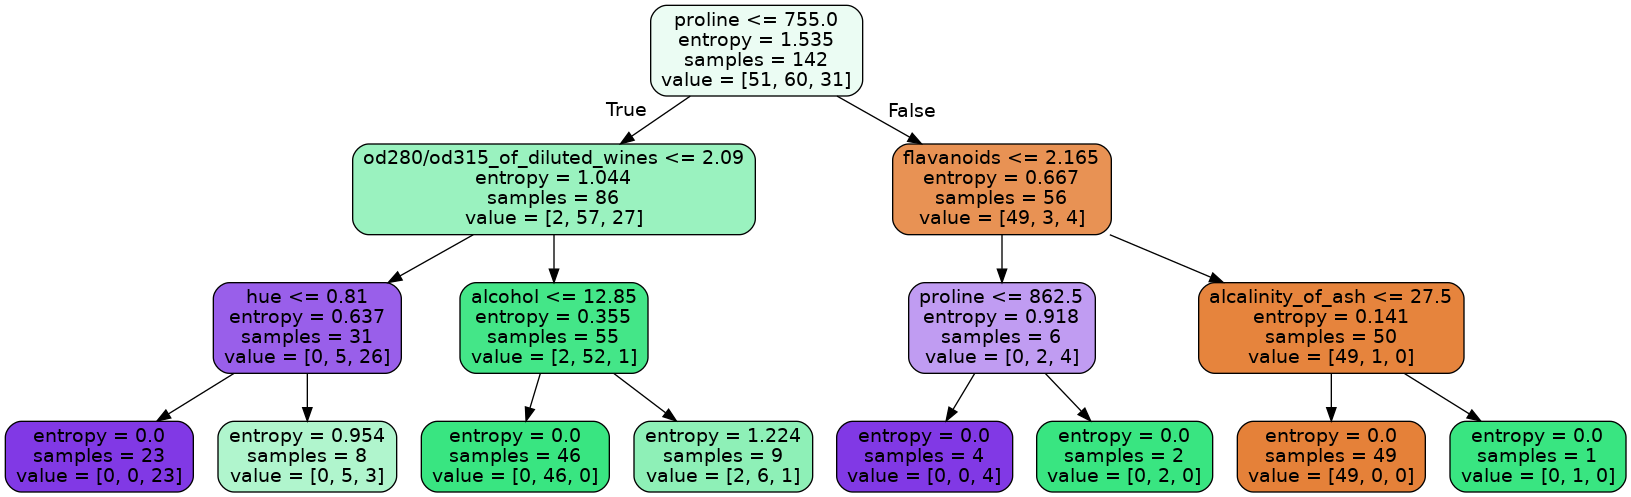 proline <= 755.0
entropy = 1.535
samples = 142
value = [51, 60, 31]
True
False
od280/od315_of_diluted_wines <= 2.09
entropy = 1.044
samples = 86
value = [2, 57, 27]
flavanoids <= 2.165
entropy = 0.667
samples = 56
value = [49, 3, 4]
hue <= 0.81
entropy = 0.637
samples = 31
value = [0, 5, 26]
alcohol <= 12.85
entropy = 0.355
samples = 55
value = [2, 52, 1]
proline <= 862.5
entropy = 0.918
samples = 6
value = [0, 2, 4]
alcalinity_of_ash <= 27.5
entropy = 0.141
samples = 50
value = [49, 1, 0]
entropy = 0.0
samples = 23
value = [0, 0, 23]
entropy = 0.954
samples = 8
value = [0, 5, 3]
entropy = 0.0
samples = 46
value = [0, 46, 0]
entropy = 1.224
samples = 9
value = [2, 6, 1]
entropy = 0.0
samples = 4
value = [0, 0, 4]
entropy = 0.0
samples = 2
value = [0, 2, 0]
entropy = 0.0
samples = 49
value = [49, 0, 0]
entropy = 0.0
samples = 1
value = [0, 1, 0]